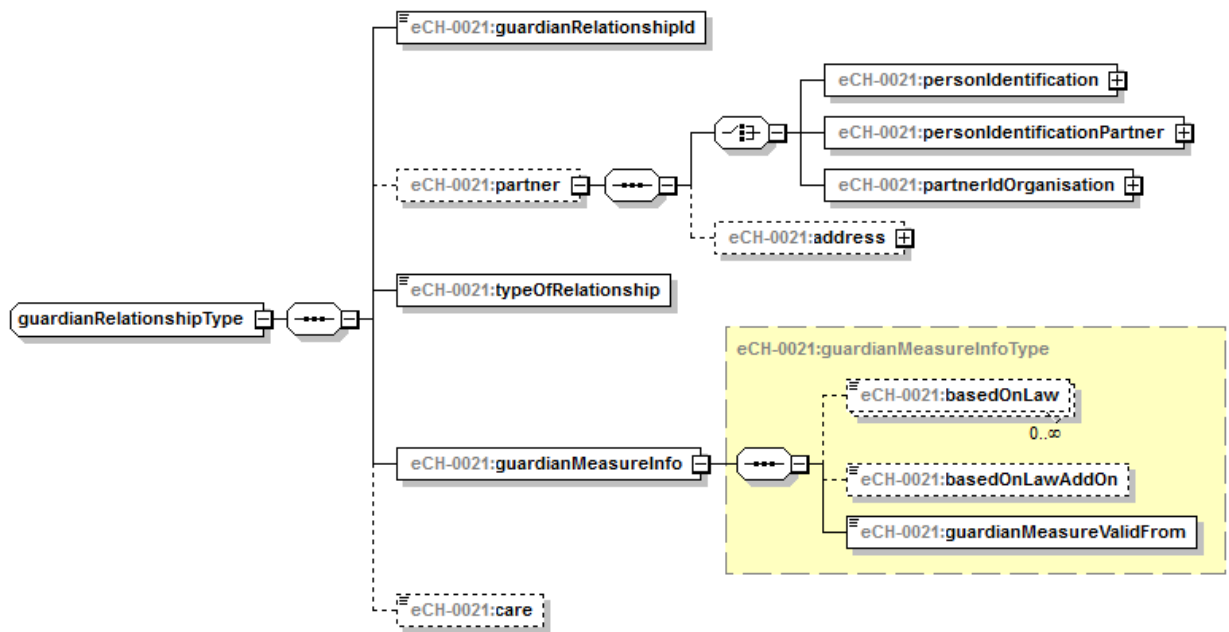 eCH-0021:guardianRelationshipId
eCH-0021:personIdentification
eCH-0021:personIdentificationPartner
eCH-0021:partner
eCH-0021:partnerIdOrganisation
eCH-0021:address
eCH-0021:typeOfRelationship
guardianRelationshipType
eCH-0021:guardianMeasureInfoType
eCH-0021:basedOnLaw
0..∞
eCH-0021:guardianMeasureInfo
eCH-0021:basedOnLawAddOn
eCH-0021:guardianMeasureValidFrom
eCH-0021:care